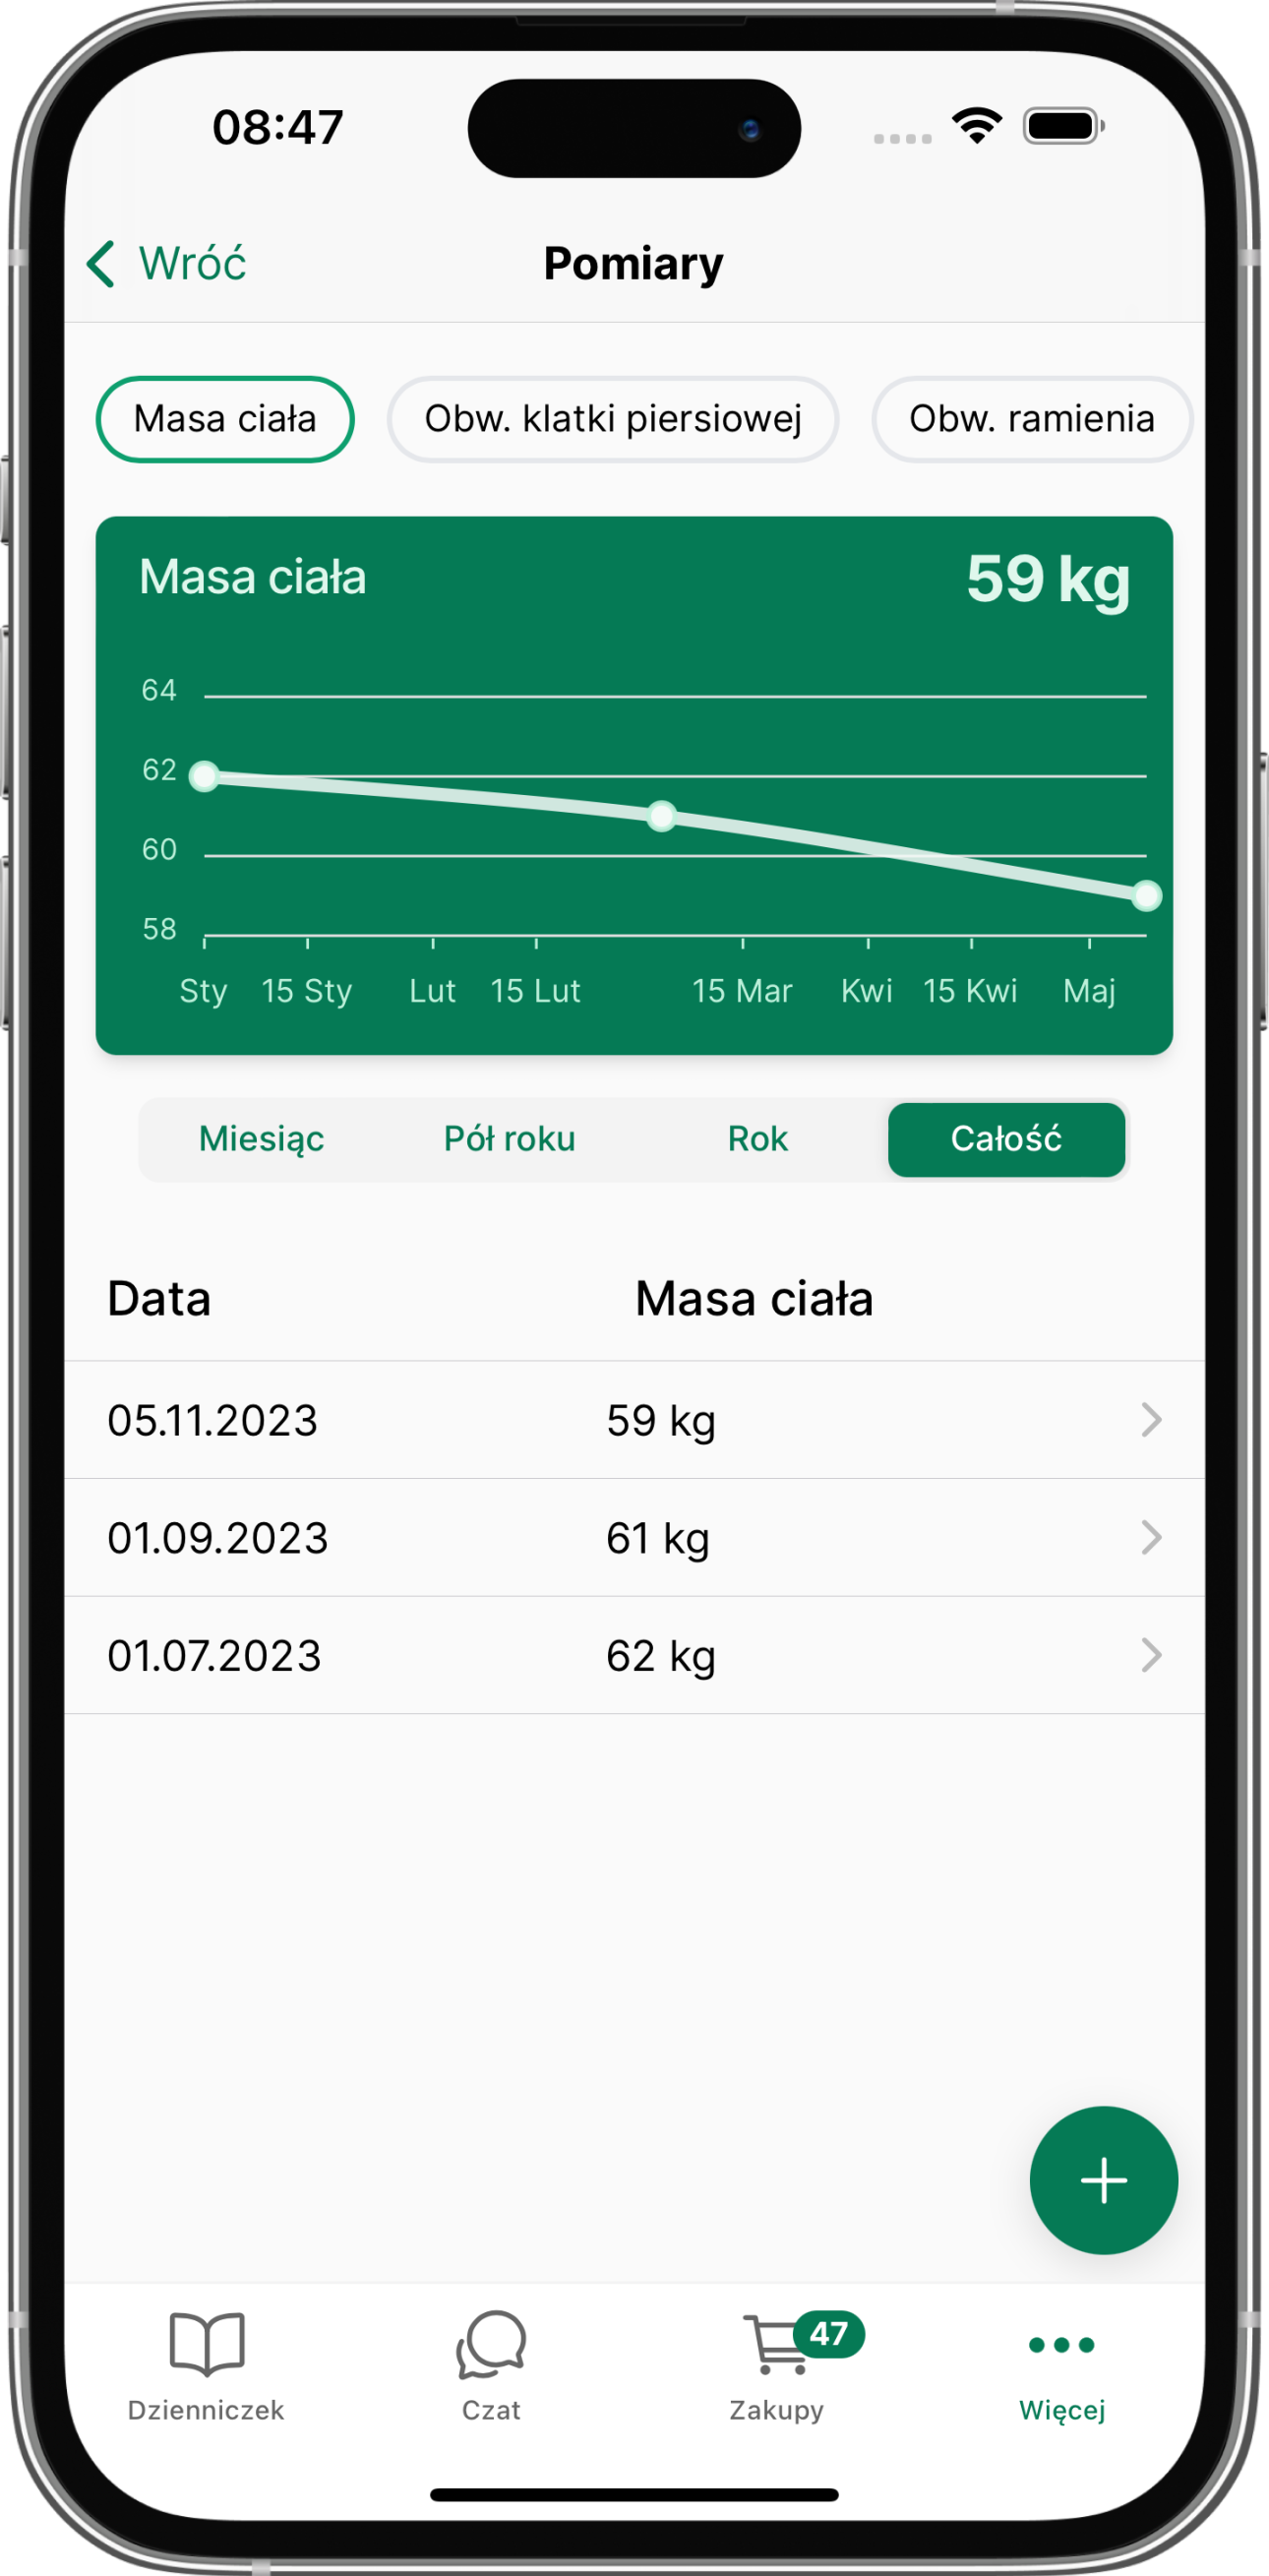 08:47
Wróć Pomiary
Masa ciała Obw. klatki piersiowej Obw. ramienia
Masa ciała 59 kg
64
62
60
58
Sty 15 Sty Lut 15 Lut 15 Mar Kwi 15 Kwi Maj
Miesiąc Pół roku Rok Całość
Data Masa ciała
05.11.2023 59 kg
01.09.2023 61 kg
01.07.2023 62 kg
47
Dzienniczek Czat Zakupy Więcej